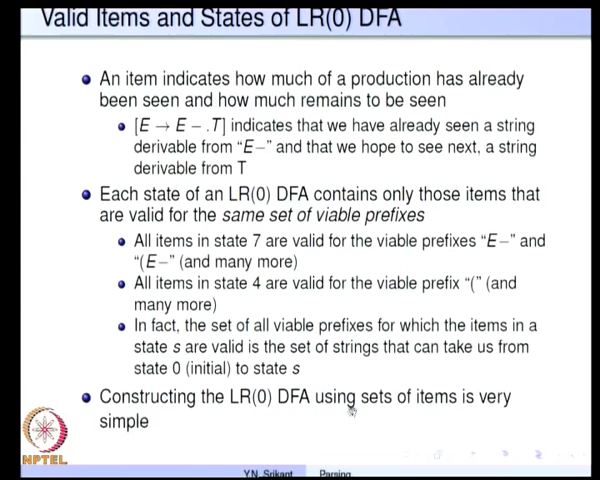 Valid Items and States of LR(0) DFA
An item indicates how much of a production has already
been seen and how much remains to be seen
[E → E − .T] indicates that we have already seen a string
derivable from “E−” and that we hope to see next, a string
derivable from T
Each state of an LR(0) DFA contains only those items that
are valid for the same set of viable prefixes
All items in state 7 are valid for the viable prefixes “E−” and
“(E−” (and many more)
All items in state 4 are valid for the viable prefix “(” (and
many more)
In fact, the set of all viable prefixes for which the items in a
state s are valid is the set of strings that can take us from
state 0 (initial) to state s
Constructing the LR(0) DFA using sets of items is very
simple
NPTEL
Y.N. Srikant Parsing